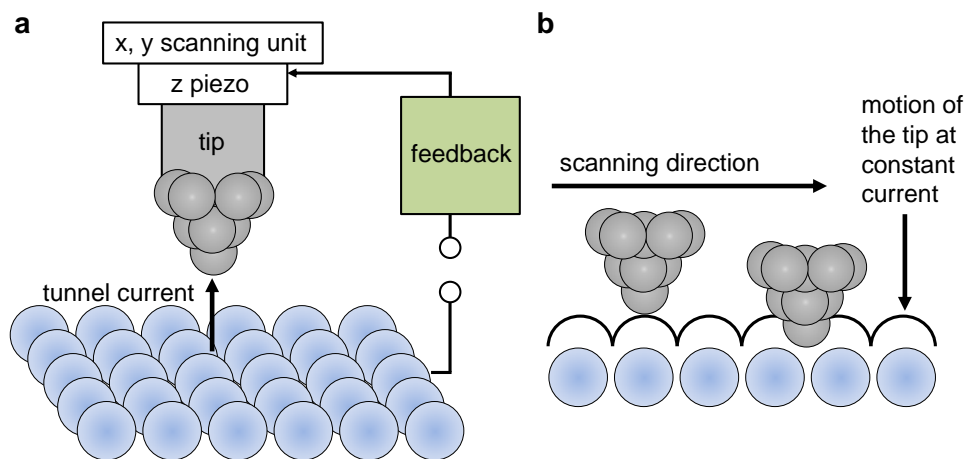 a
x, y scanning unit
z piezo
tip
feedback
tunnel current
b
scanning direction
motion of
the tip at
constant
current